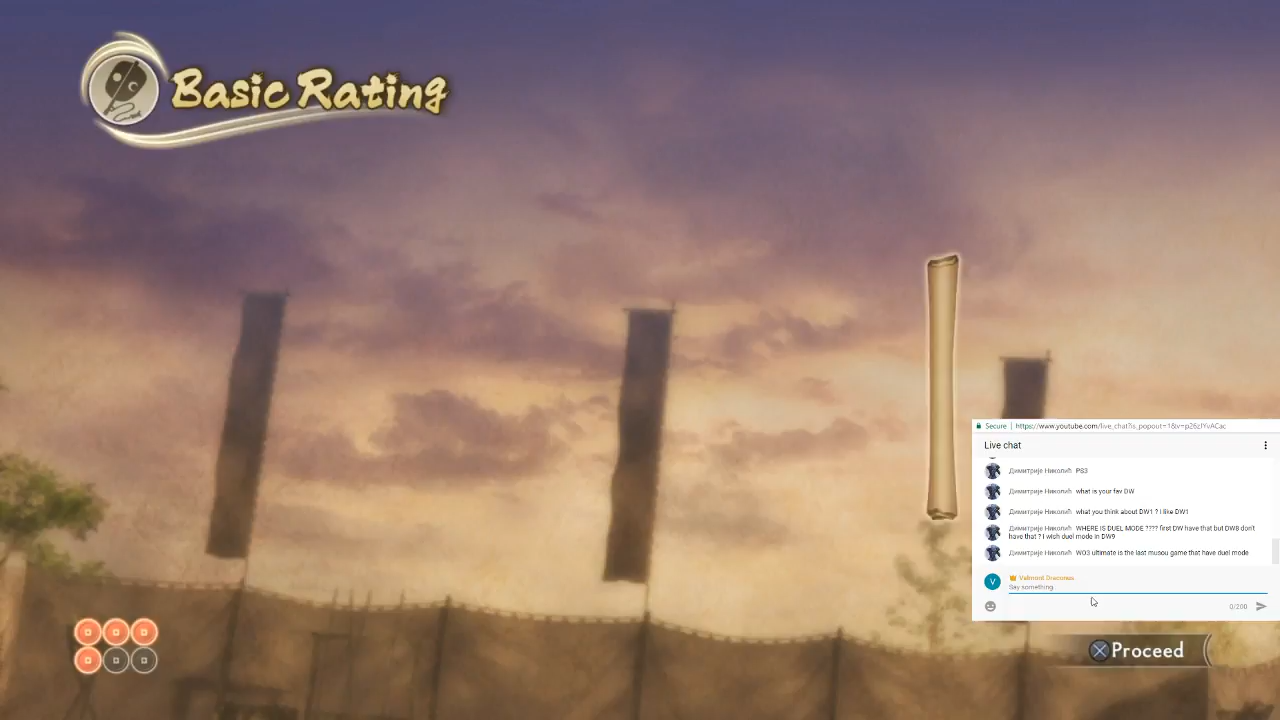 Basic Rating
Secure | https://www.youtube.com/live_chat?is_popout=1&v=p26zIYvACac
Live chat
Димитрије Николић PS3
Димитрије Николић what is your fav DW
Димитрије Николић what you think about DW1 ? I like DW1
Димитрије Николић WHERE IS DUEL MODE ???? first DW have that but DW8 don't
have that ? I wish duel mode in DW9
Димитрије Николић WO3 ultimate is the last musou game that have duel mode
V
Valmont Draconus
Say something...
0/200
Proceed